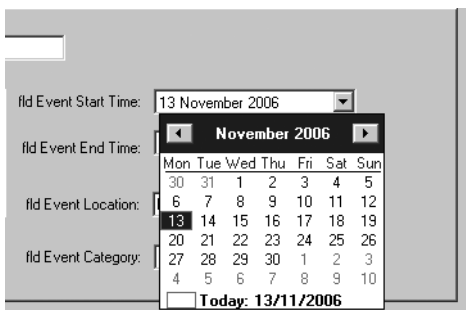 fld Event Start Time: 13 November 2006
November 2006
fld Event End Time:
Mon Tue Wed Thu Fri Sat Sun
30 31 1 2 3 4 5
fld Event Location: 6 7 8 9 10 11 12
13 14 15 16 17 18 19
20 21 22 23 24 25 26
fld Event Category: 27 28 29 30 1 2 3
4 5 6 7 8 9 10
Today: 13/11/2006